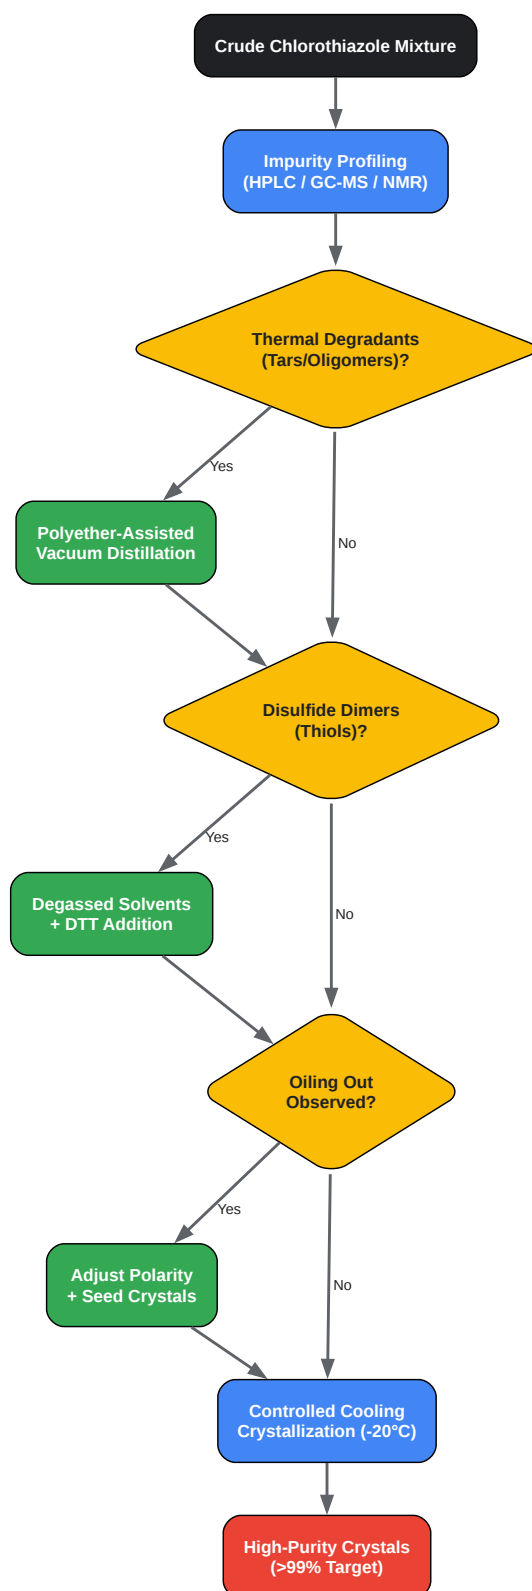 Crude Chlorothiazole Mixture
Impurity Profiling
(HPLC / GC-MS / NMR)
Thermal Degradants
(Tars/Oligomers)?
Yes
Polyether-Assisted
Vacuum Distillation
No
Disulfide Dimers
(Thiols)?
Yes
Degassed Solvents
+ DTT Addition
No
Oiling Out
Observed?
Yes
Adjust Polarity
+ Seed Crystals
No
Controlled Cooling
Crystallization (-20°C)
High-Purity Crystals
(>99% Target)